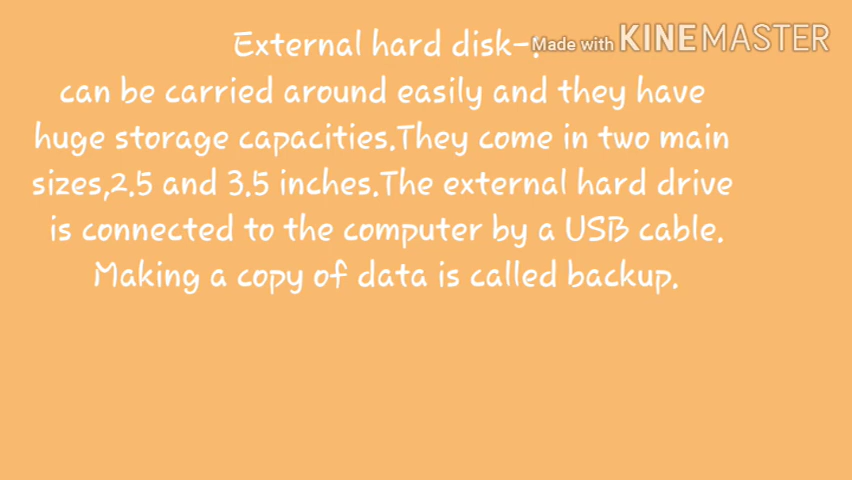 External hard disk-:
Made with KINEMASTER
can be carried around easily and they have
huge storage capacities.They come in two main
sizes,2.5 and 3.5 inches.The external hard drive
is connected to the computer by a USB cable.
Making a copy of data is called backup.